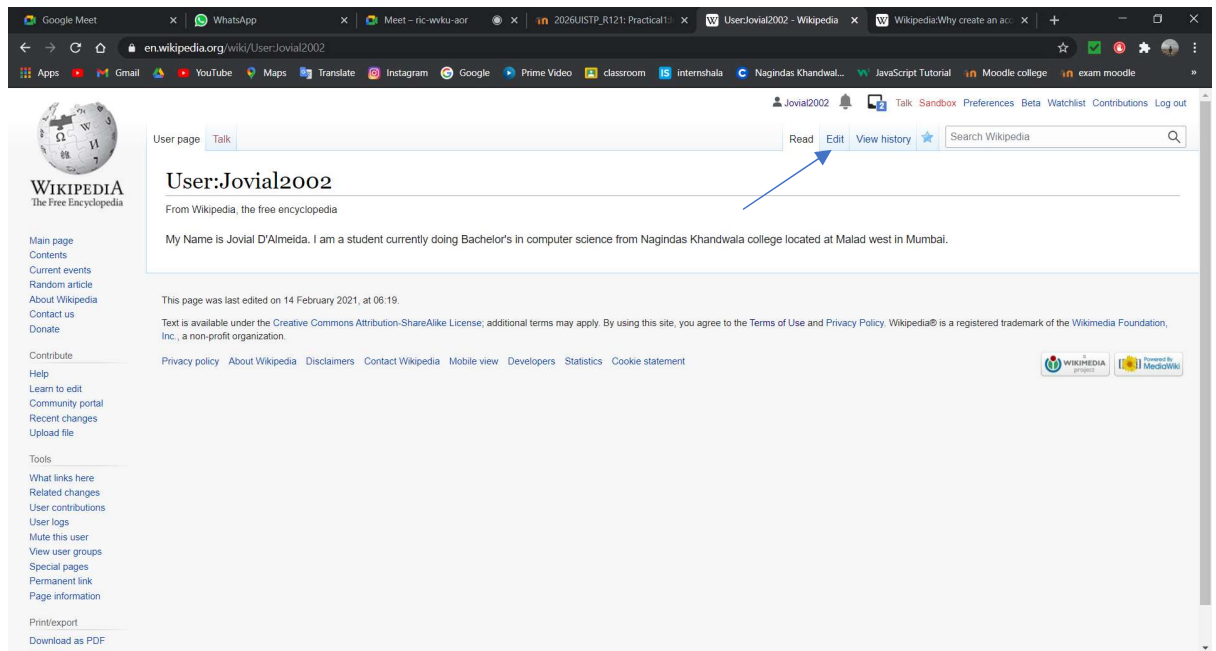 Google Meet
WhatsApp
Meet – ric-wvku-aor
2026UISTP_R121: Practical1:
User:Jovial2002 - Wikipedia
Wikipedia:Why create an acc
en.wikipedia.org/wiki/User:Jovial2002
Apps
Gmail
YouTube
Maps
Translate
Instagram
Google
Prime Video
classroom
internshala
Nagindas Khandwal...
JavaScript Tutorial
Moodle college
exam moodle
»
Jovial2002
2
Talk
Sandbox
Preferences
Beta
Watchlist
Contributions
Log out
User page
Talk
Read
Edit
View history
Search Wikipedia
WIKIPEDIA
The Free Encyclopedia
User:Jovial2002
From Wikipedia, the free encyclopedia
My Name is Jovial D'Almeida. I am a student currently doing Bachelor's in computer science from Nagindas Khandwala college located at Malad west in Mumbai.
Main page
Contents
Current events
Random article
About Wikipedia
Contact us
Donate
Contribute
Help
Learn to edit
Community portal
Recent changes
Upload file
Tools
What links here
Related changes
User contributions
User logs
Mute this user
View user groups
Special pages
Permanent link
Page information
Print/export
Download as PDF
This page was last edited on 14 February 2021, at 06:19.
Text is available under the Creative Commons Attribution-ShareAlike License; additional terms may apply. By using this site, you agree to the Terms of Use and Privacy Policy. Wikipedia® is a registered trademark of the Wikimedia Foundation,
Inc., a non-profit organization.
Privacy policy
About Wikipedia
Disclaimers
Contact Wikipedia
Mobile view
Developers
Statistics
Cookie statement
a
WIKIMEDIA
project
Powered By
MediaWiki